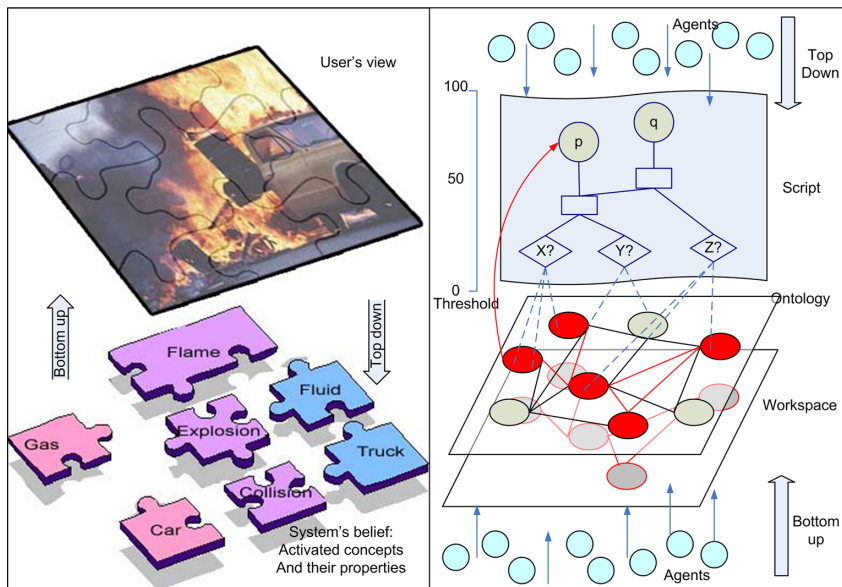 User's view
Bottom up
Top down
Flame
Fluid
Gas
Explosion
Truck
Collision
Car
System's belief:
Activated concepts
And their properties
Agents
Top
Down
100
p
q
50
Script
X?
Y?
Z?
0
Threshold
Ontology
Workspace
Bottom
up
Agents